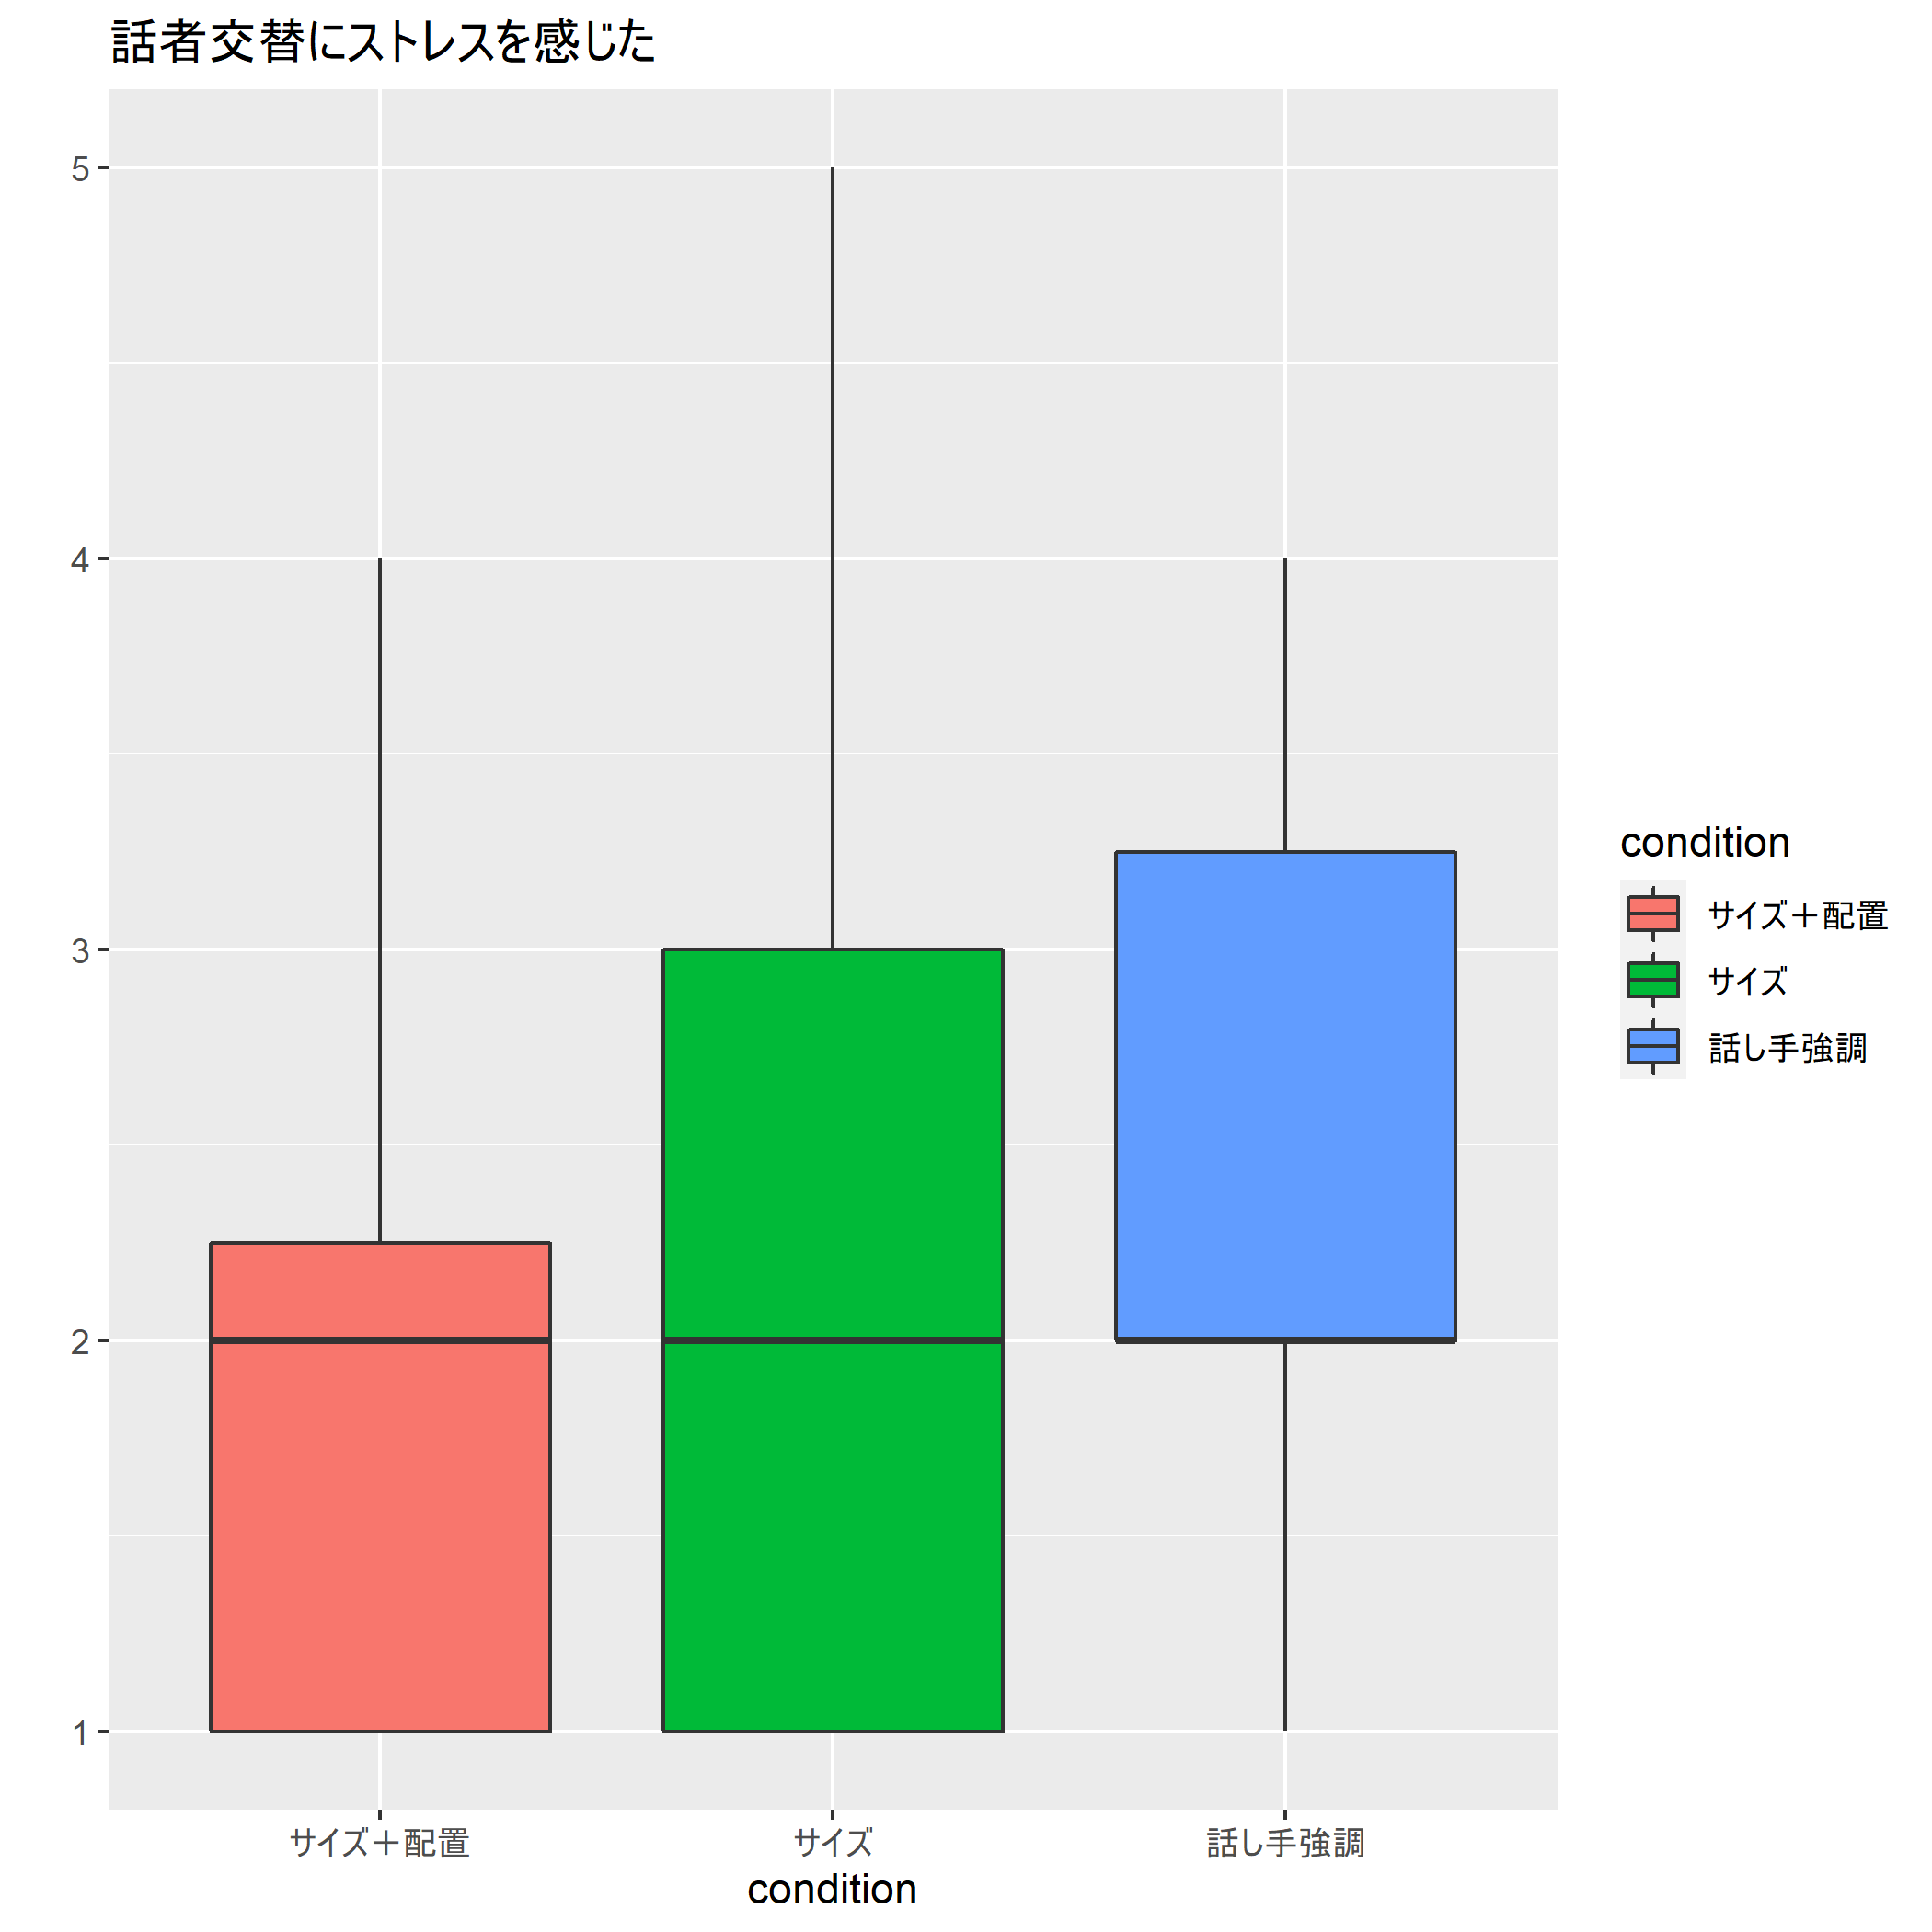 話者交替にストレスを感じた
5
4
3
2
1
サイズ＋配置
サイズ
話し手強調
condition
condition
サイズ＋配置
サイズ
話し手強調